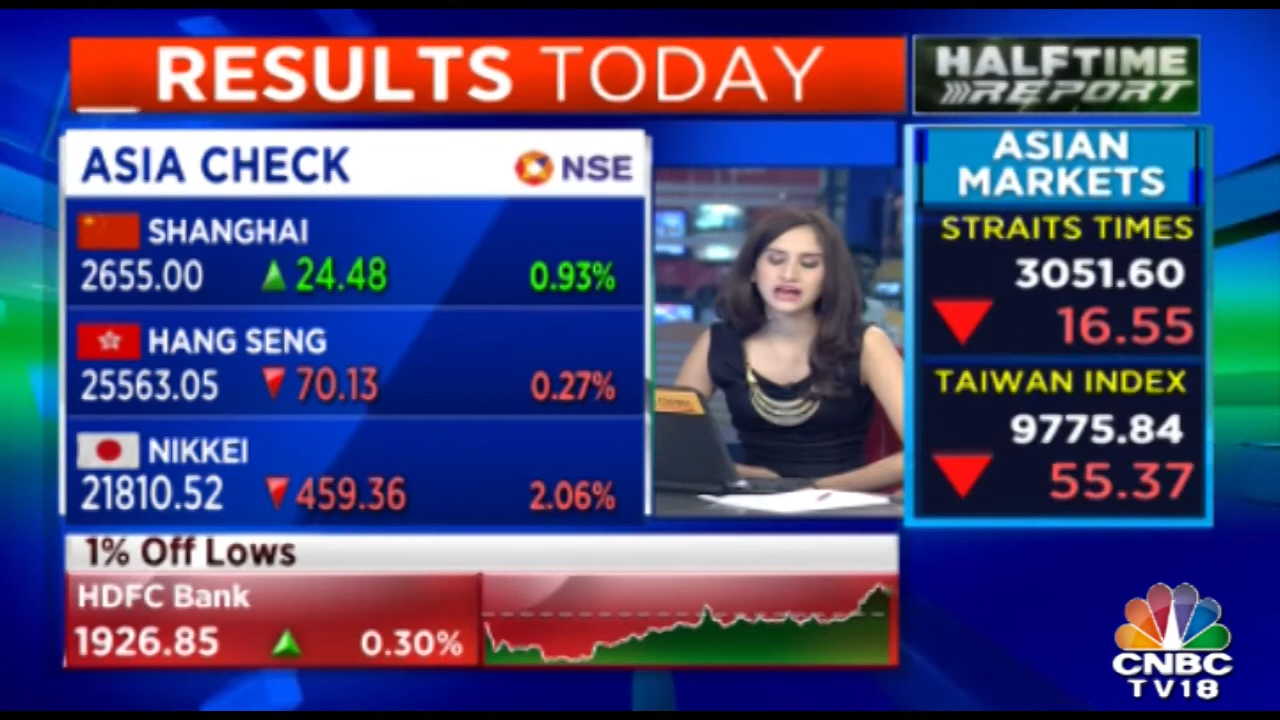 RESULTS TODAY
HALFTIME
REPORT
ASIA CHECK
NSE
SHANGHAI
2655.00 ▲ 24.48 0.93%
HANG SENG
25563.05 ▼ 70.13 0.27%
NIKKEI
21810.52 ▼ 459.36 2.06%
ASIAN
MARKETS
STRAITS TIMES
3051.60
▼ 16.55
TAIWAN INDEX
9775.84
▼ 55.37
1% Off Lows
HDFC Bank
1926.85 ▲ 0.30%
CNBC
TV18